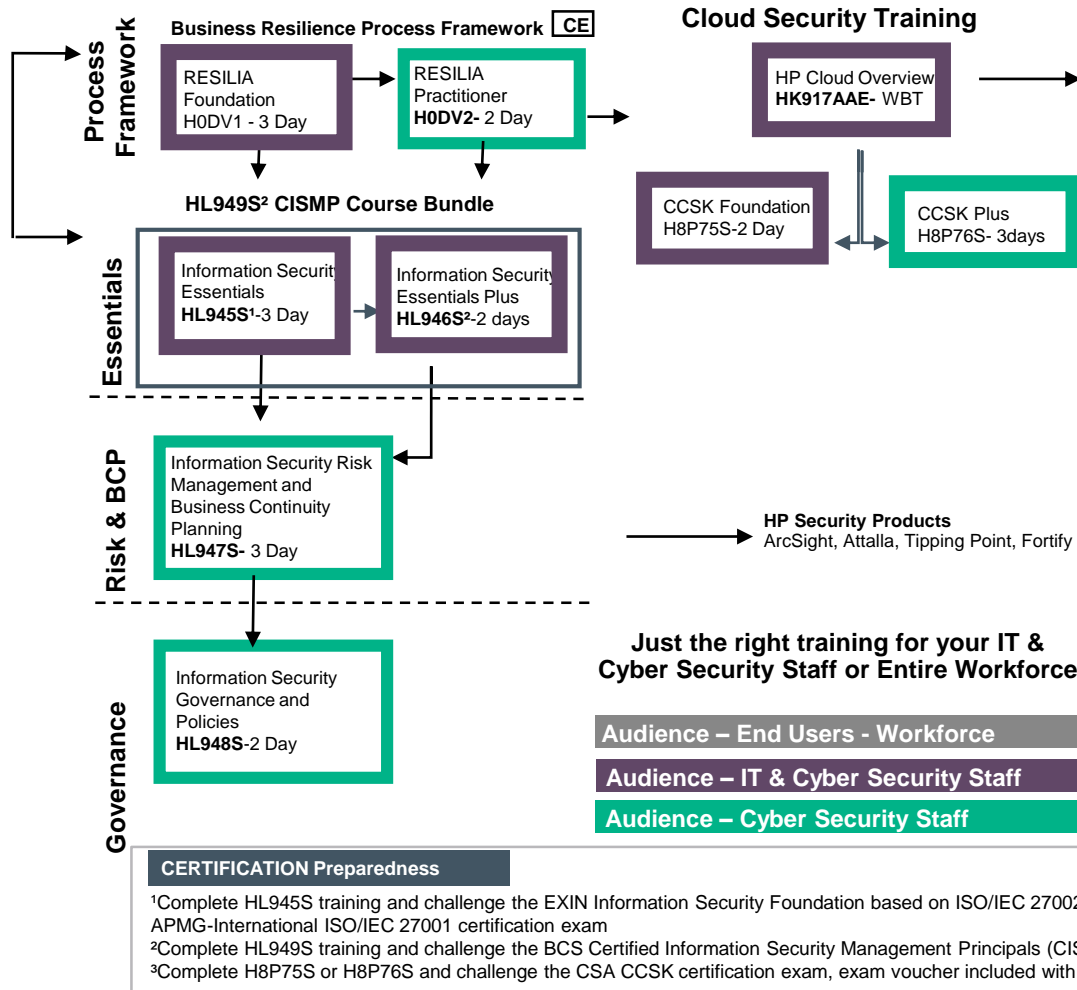 Business Resilience Process Framework CE
Cloud Security Training
Process
Framework
RESILIA
Foundation
H0DV1 - 3 Day
RESILIA
Practitioner
H0DV2- 2 Day
HP Cloud Overview
HK917AAE- WBT
CCSK Foundation
H8P75S-2 Day
CCSK Plus
H8P76S- 3days
HL949S² CISMP Course Bundle
Essentials
Information Security
Essentials
HL945S¹-3 Day
Information Security
Essentials Plus
HL946S²-2 days
Risk & BCP
Information Security Risk
Management and
Business Continuity
Planning
HL947S- 3 Day
HP Security Products
ArcSight, Attalla, Tipping Point, Fortify
Governance
Information Security
Governance and
Policies
HL948S-2 Day
Just the right training for your IT &
Cyber Security Staff or Entire Workforce
Audience – End Users - Workforce
Audience – IT & Cyber Security Staff
Audience – Cyber Security Staff
CERTIFICATION Preparedness
¹Complete HL945S training and challenge the EXIN Information Security Foundation based on ISO/IEC 27002
APMG-International ISO/IEC 27001 certification exam
²Complete HL949S training and challenge the BCS Certified Information Security Management Principals (CIS
³Complete H8P75S or H8P76S and challenge the CSA CCSK certification exam, exam voucher included with